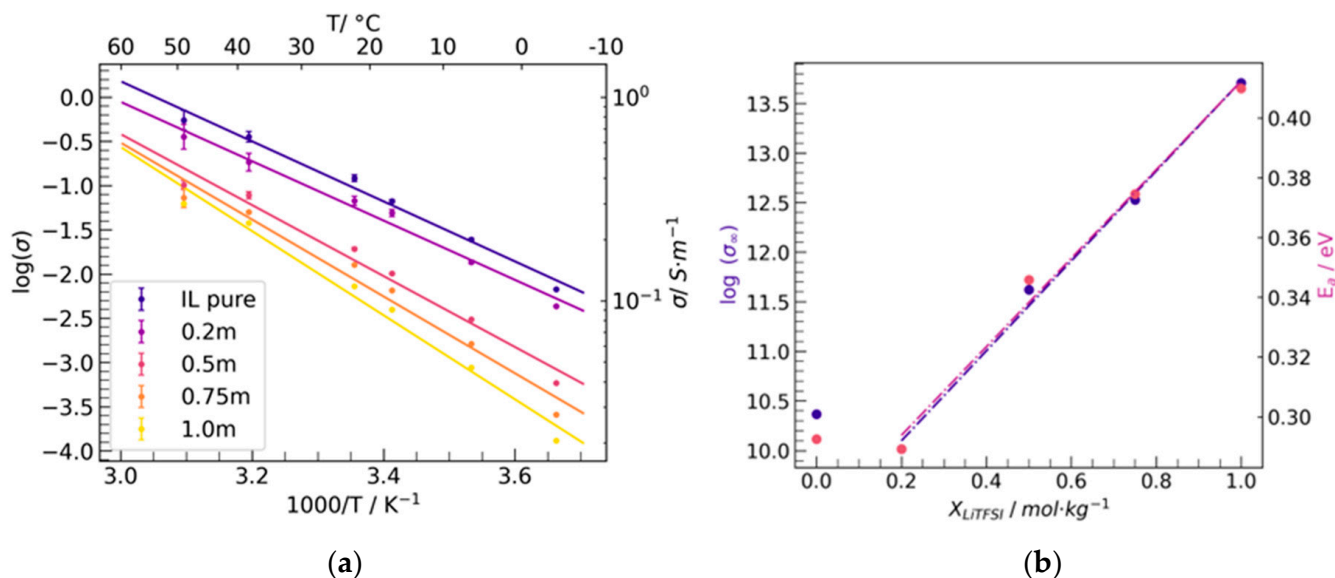 T/ °C
60 50 40 30 20 10 0 -10
0.0
−0.5
−1.0
−1.5
−2.0
−2.5
−3.0
−3.5
−4.0
log(σ)
IL pure
0.2m
0.5m
0.75m
1.0m
10⁰
10⁻¹
σ/ S·m⁻¹
3.0 3.2 3.4 3.6
1000/T / K⁻¹
(a)
13.5
13.0
12.5
12.0
11.5
11.0
10.5
10.0
log (σ∞)
0.40
0.38
0.36
0.34
0.32
0.30
Eₐ / eV
0.0 0.2 0.4 0.6 0.8 1.0
X_LiTFSI / mol·kg⁻¹
(b)